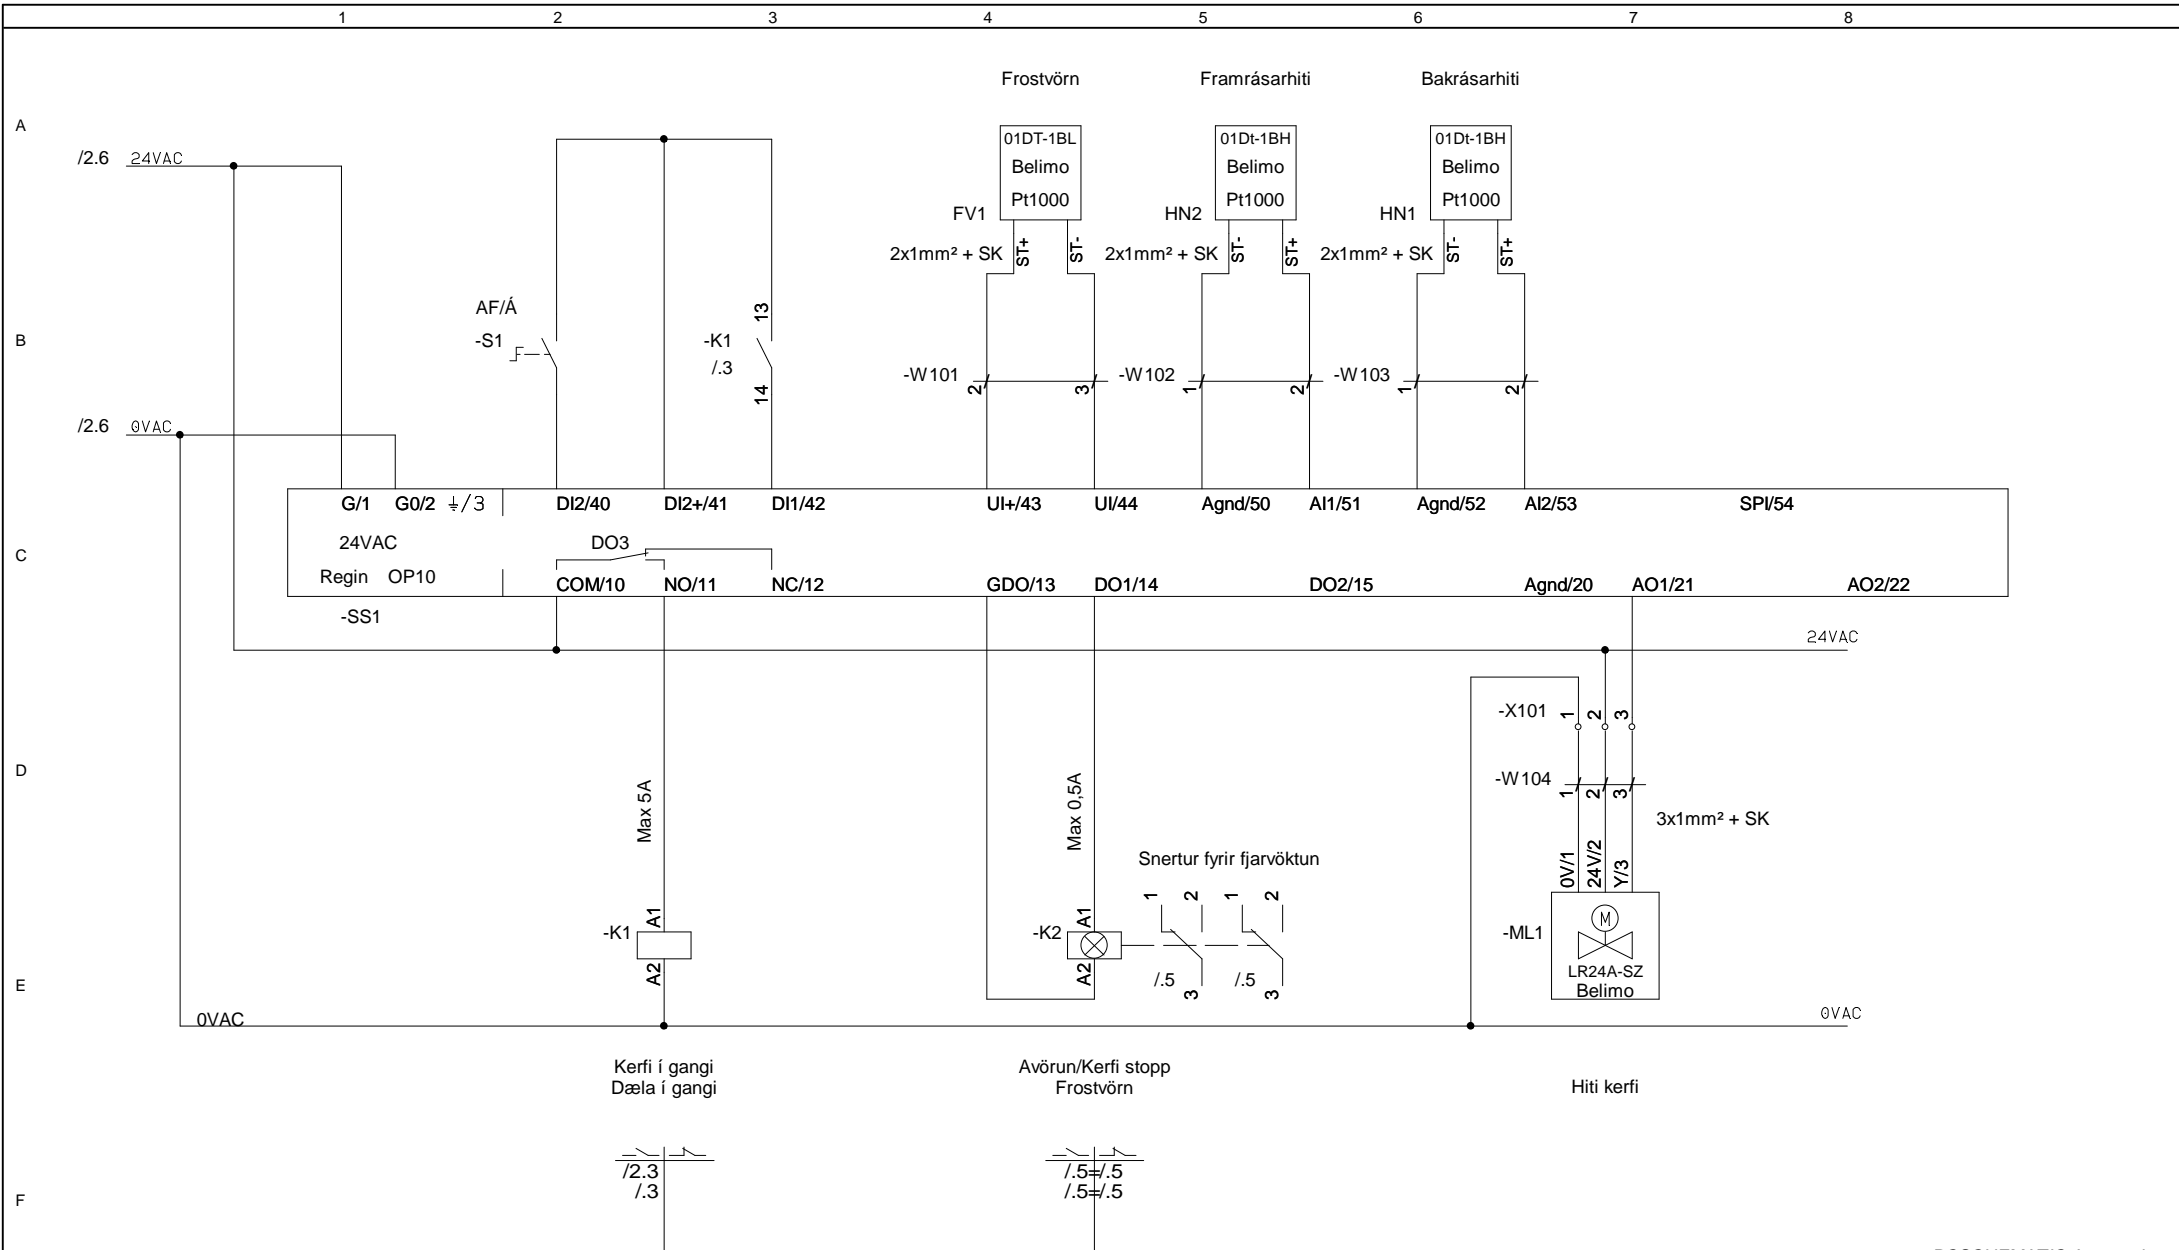 1 2 3 4 5 6 7 8
Frostvörn Framrásarhiti Bakrásarhiti
A
01DT-1BL 01Dt-1BH 01Dt-1BH
/2.6 24VAC
Belimo Belimo Belimo
Pt1000 Pt1000 Pt1000
FV1 HN2 HN1
2x1mm² + SK ST+ ST- 2x1mm² + SK ST- ST+ 2x1mm² + SK ST- ST+
AF/Á 13
B
-S1 -K1
/.3
14
-W101 2 3 -W102 1 2 -W103 1 2
/2.6 0VAC
G/1 G0/2 /3 DI2/40 DI2+/41 DI1/42 UI+/43 UI/44 Agnd/50 AI1/51 Agnd/52 AI2/53 SPI/54
24VAC DO3
C
Regin OP10
COM/10 NO/11 NC/12 GDO/13 DO1/14 DO2/15 Agnd/20 AO1/21 AO2/22
-SS1
24VAC
-X101 1 2 3
D
-W104 1 2 3
Max 5A Max 0,5A
3x1mm² + SK
Snertur fyrir fjarvöktun
0V/1 24V/2 Y/3
1 2 1 2
-K1 A1 A2
-K2 A1 A2
/.5 3 /.5 3
-ML1 M
LR24A-SZ
Belimo
E
0VAC 0VAC
Kerfi í gangi
Dæla í gangi
Avörun/Kerfi stopp
Frostvörn
Hiti kerfi
/2.3
/.3
/.5=/.5
/.5=/.5
F